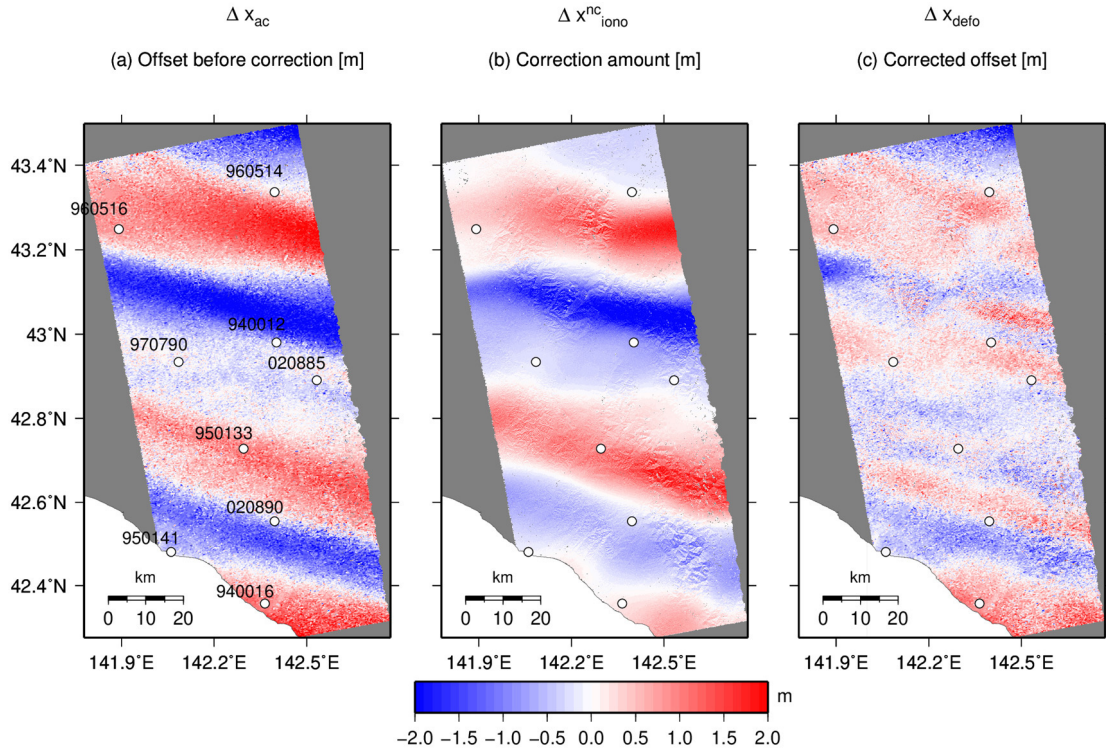 Δ x_ac Δ x^nc_iono Δ x_defo
(a) Offset before correction [m] (b) Correction amount [m] (c) Corrected offset [m]
43.4°N
960514
960516
43.2°N
43°N
940012
970790
020885
42.8°N
950133
42.6°N
020890
950141
42.4°N
940016
km km km
0 10 20 0 10 20 0 10 20
141.9°E 142.2°E 142.5°E 141.9°E 142.2°E 142.5°E 141.9°E 142.2°E 142.5°E
m
−2.0 −1.5 −1.0 −0.5 0.0 0.5 1.0 1.5 2.0